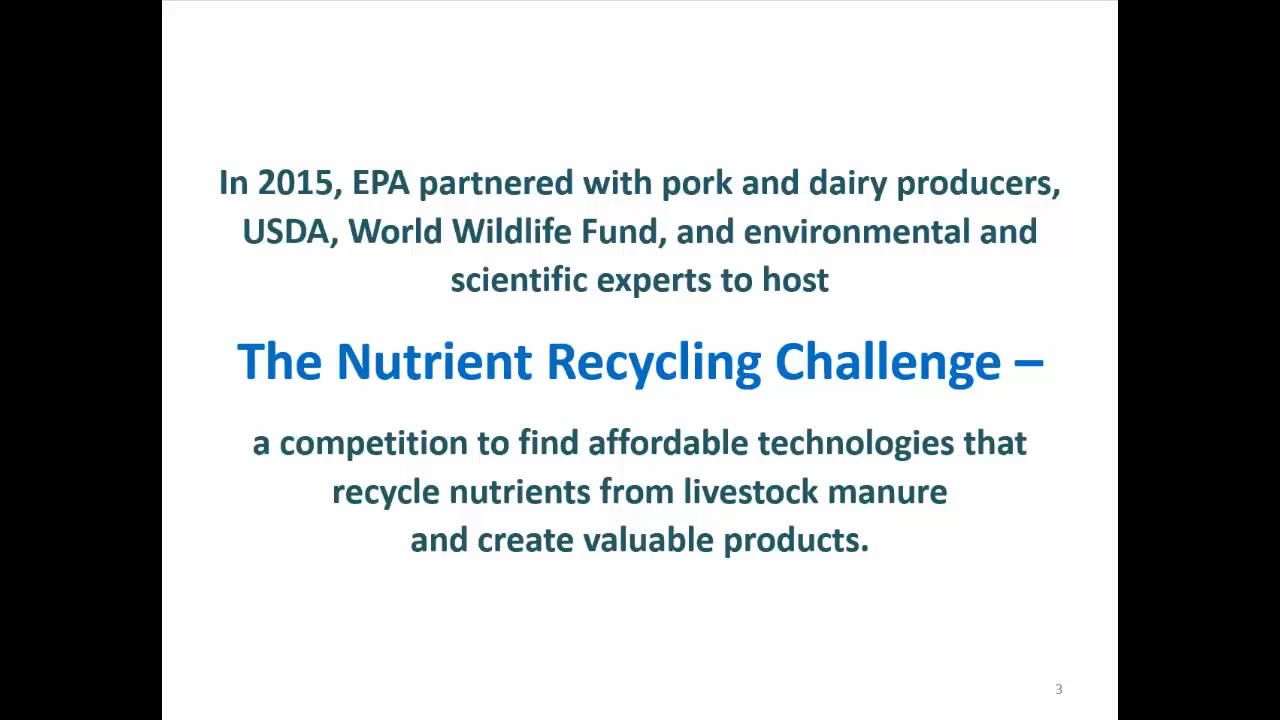 In 2015, EPA partnered with pork and dairy producers,
USDA, World Wildlife Fund, and environmental and
scientific experts to host
The Nutrient Recycling Challenge –
a competition to find affordable technologies that
recycle nutrients from livestock manure
and create valuable products.
3